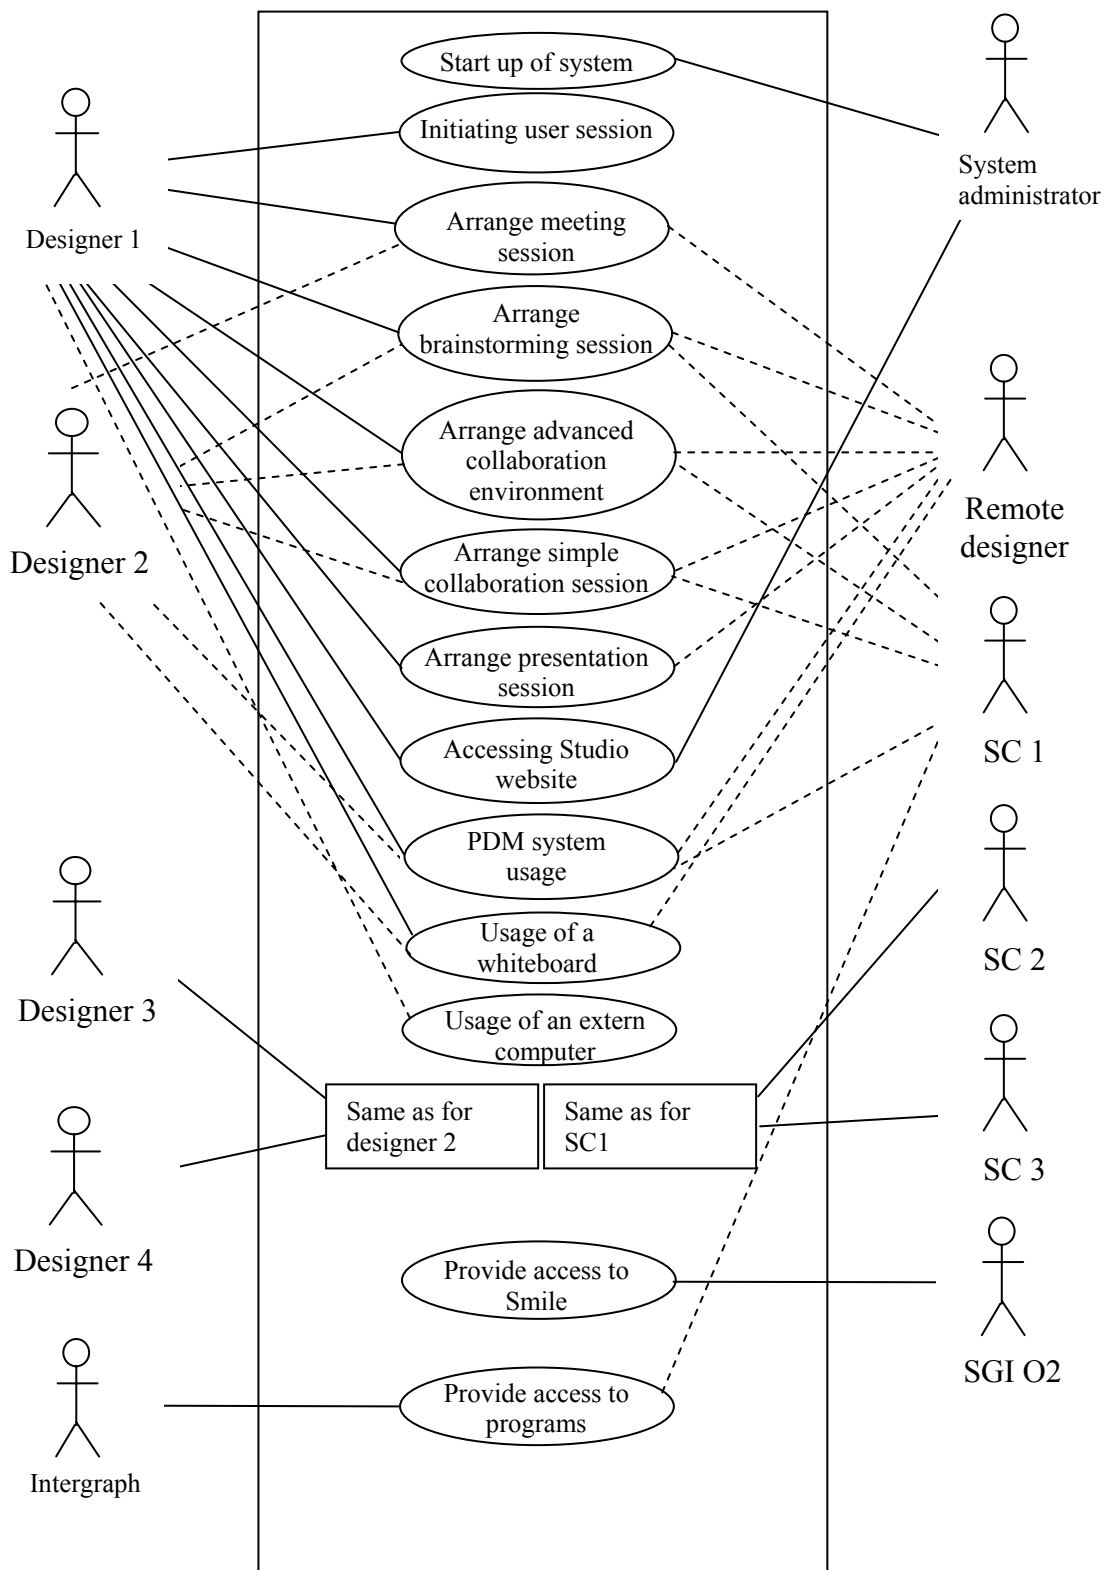 Start up of system
Initiating user session
System
administrator
Designer 1
Arrange meeting
session
Arrange
brainstorming session
Arrange advanced
collaboration
environment
Remote
designer
Designer 2
Arrange simple
collaboration session
Arrange presentation
session
SC 1
Accessing Studio
website
PDM system
usage
Usage of a
whiteboard
SC 2
Designer 3
Usage of an extern
computer
Same as for
designer 2
Same as for
SC1
SC 3
Designer 4
Provide access to
Smile
SGI O2
Provide access to
programs
Intergraph